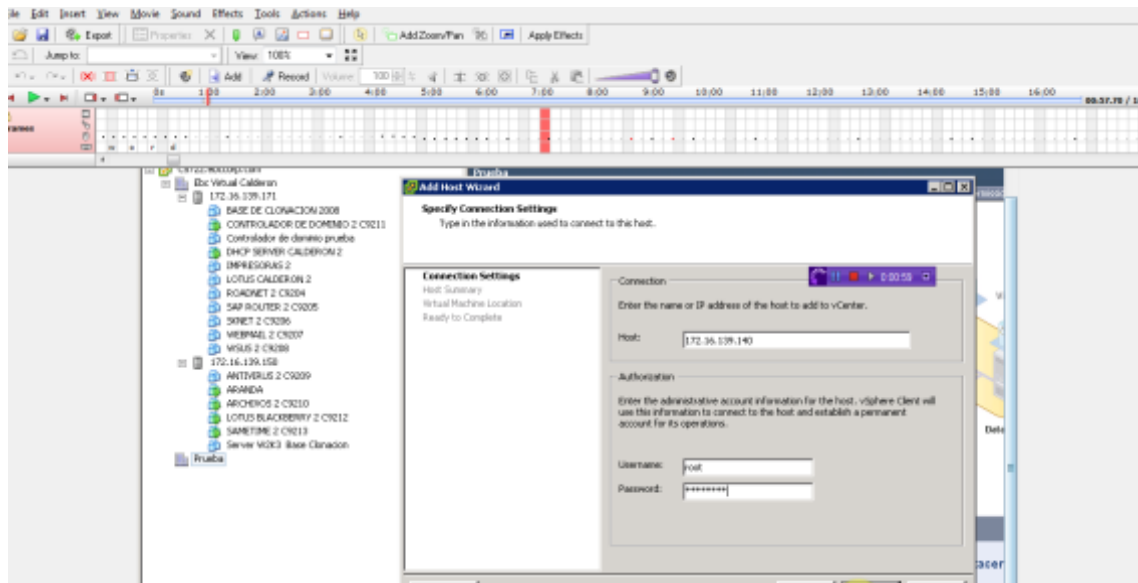 File Edit Insert View Movie Sound Effects Tools Actions Help
Export Properties Add Zoom/Pan Apply Effects
Jump to: View: 100%
Add Record Volume: 100
0s 1:00 2:00 3:00 4:00 5:00 6:00 7:00 8:00 9:00 10:00 11:00 12:00 13:00 14:00 15:00 16:00
Prueba
Ebc Virtual Calderon
172.16.139.171
BASE DE CLONACION 2008
CONTROLADOR DE DOMINIO 2 C9211
Controlador de dominio prueba
DHCP SERVER CALDERON 2
IMPRESORAS 2
LOTUS CALDERON 2
ROADNET 2 C9204
SAP ROUTER 2 C9205
SKNET 2 C9206
WEBMAIL 2 C9207
WSUS 2 C9208
172.16.139.158
ANTIVIRUS 2 C9209
ARANDA
ARCHIVOS 2 C9210
LOTUS BLACKBERRY 2 C9212
SAMETIME 2 C9213
Server W2K3 Base Clonacion
Prueba
Add Host Wizard
Specify Connection Settings
Type in the information used to connect to this host.
Connection Settings
Host Summary
Virtual Machine Location
Ready to Complete
Connection
0:00:59
Enter the name or IP address of the host to add to vCenter.
Host: 172.16.139.140
Authorization
Enter the administrative account information for the host. vSphere Client will
use this information to connect to the host and establish a permanent
account for its operations.
Username: root
Password: ********